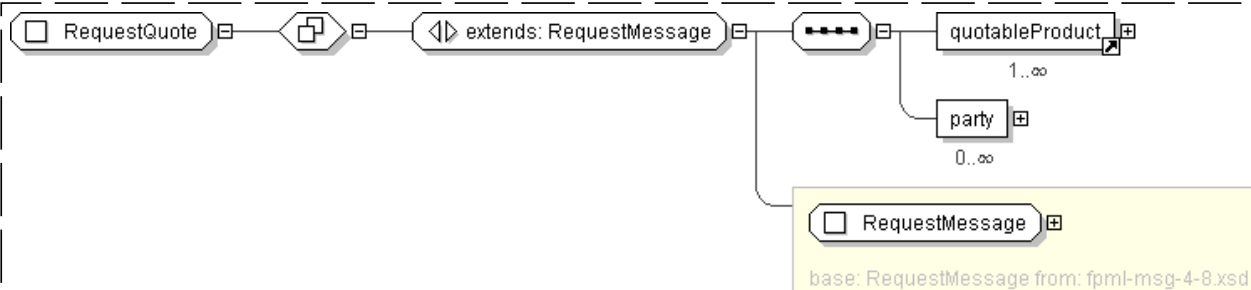 RequestQuote
extends: RequestMessage
quotableProduct
1..∞
party
0..∞
RequestMessage
base: RequestMessage from: fpml-msg-4-8.xsd